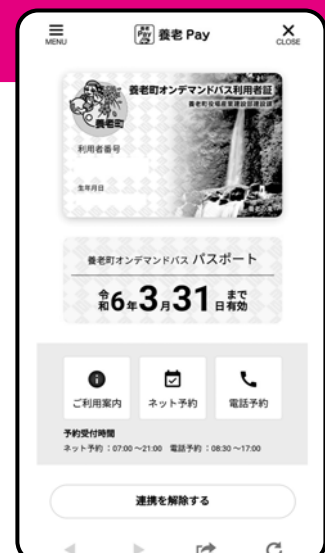 MENU
養老 Pay
CLOSE
養老町オンデマンドバス利用者証
養老町役場産業建設部建設課
養老町
利用者番号
生年月日
養老町オンデマンドバス パスポート
令和6年3月31日まで有効
ご利用案内
ネット予約
電話予約
予約受付時間
ネット予約：07:00～21:00 電話予約：08:30～17:00
連携を解除する